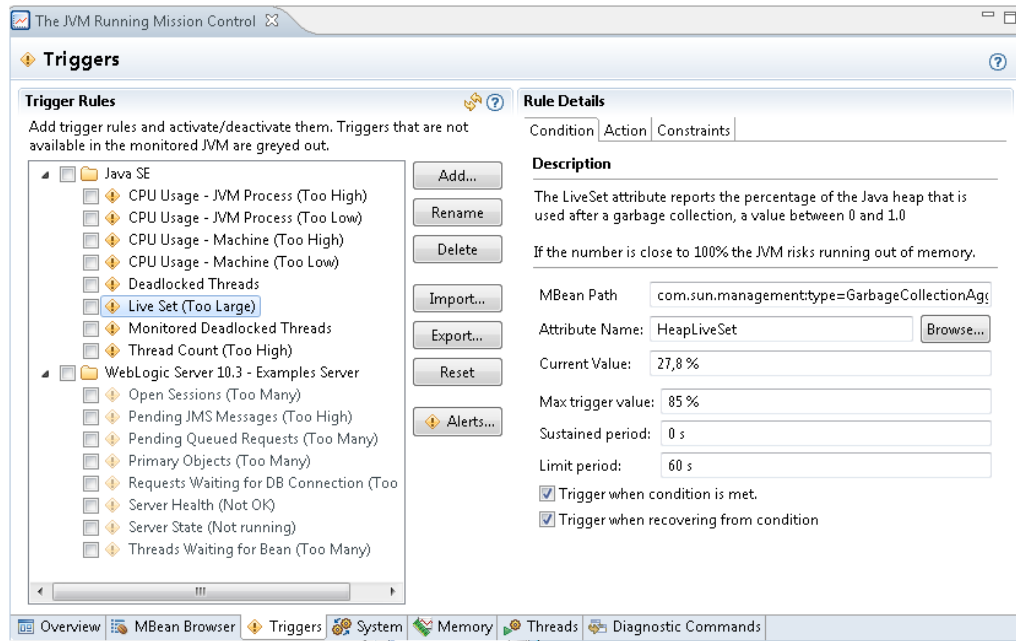 The JVM Running Mission Control
Triggers
Trigger Rules
Add trigger rules and activate/deactivate them. Triggers that are not
available in the monitored JVM are greyed out.
Java SE
CPU Usage - JVM Process (Too High)
CPU Usage - JVM Process (Too Low)
CPU Usage - Machine (Too High)
CPU Usage - Machine (Too Low)
Deadlocked Threads
Live Set (Too Large)
Monitored Deadlocked Threads
Thread Count (Too High)
WebLogic Server 10.3 - Examples Server
Open Sessions (Too Many)
Pending JMS Messages (Too High)
Pending Queued Requests (Too Many)
Primary Objects (Too Many)
Requests Waiting for DB Connection (Too
Server Health (Not OK)
Server State (Not running)
Threads Waiting for Bean (Too Many)
Add...
Rename
Delete
Import...
Export...
Reset
Alerts...
Rule Details
Condition Action Constraints
Description
The LiveSet attribute reports the percentage of the Java heap that is
used after a garbage collection, a value between 0 and 1.0
If the number is close to 100% the JVM risks running out of memory.
MBean Path com.sun.management:type=GarbageCollectionAgg
Attribute Name: HeapLiveSet Browse...
Current Value: 27,8 %
Max trigger value: 85 %
Sustained period: 0 s
Limit period: 60 s
Trigger when condition is met.
Trigger when recovering from condition
Overview MBean Browser Triggers System Memory Threads Diagnostic Commands